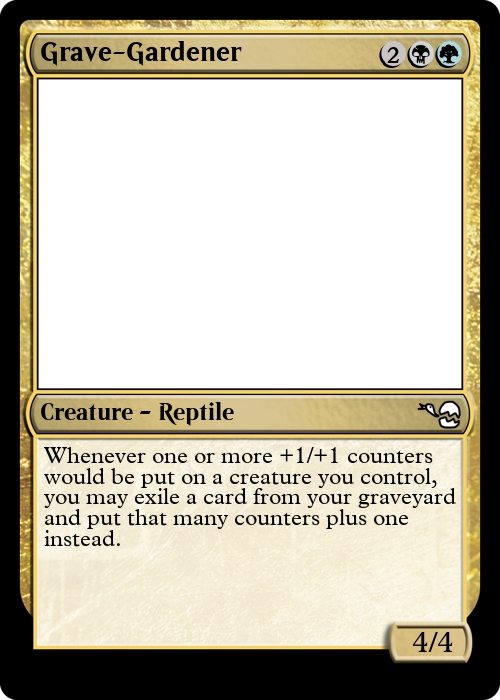 Grave-Gardener 2
Creature - Reptile
Whenever one or more +1/+1 counters
would be put on a creature you control,
you may exile a card from your graveyard
and put that many counters plus one
instead.
4/4